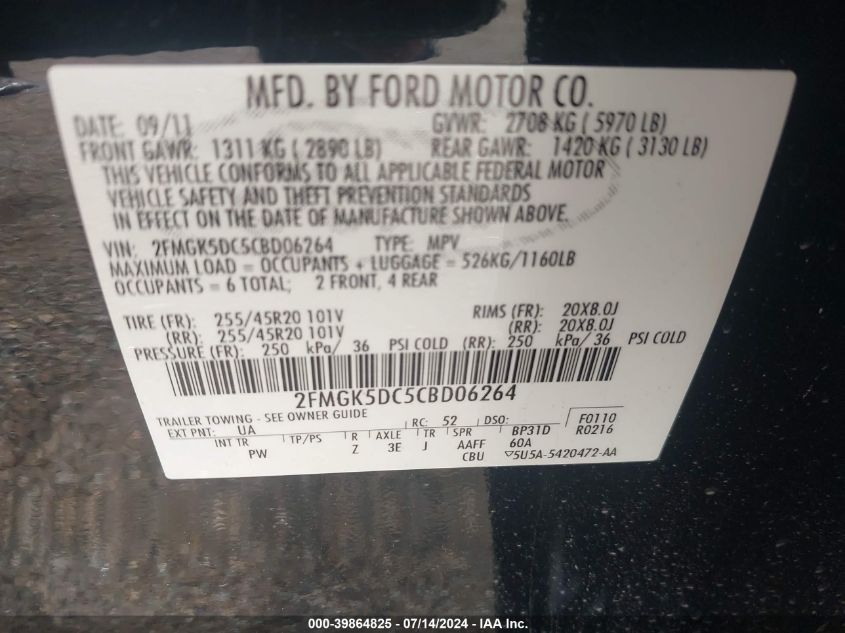 MFD. BY FORD MOTOR CO.
DATE: 09/11 GVWR: 2708 KG ( 5970 LB)
FRONT GAWR: 1311 KG ( 2890 LB) REAR GAWR: 1420 KG ( 3130 LB)
THIS VEHICLE CONFORMS TO ALL APPLICABLE FEDERAL MOTOR
VEHICLE SAFETY AND THEFT PREVENTION STANDARDS
IN EFFECT ON THE DATE OF MANUFACTURE SHOWN ABOVE.
VIN: 2FMGK5DC5CBD06264 TYPE: MPV
MAXIMUM LOAD = OCCUPANTS + LUGGAGE = 526KG/1160LB
OCCUPANTS = 6 TOTAL; 2 FRONT, 4 REAR
TIRE (FR): 255/45R20 101V RIMS (FR): 20X8.0J
(RR): 255/45R20 101V (RR): 20X8.0J
PRESSURE (FR): 250 kPa/ 36 PSI COLD (RR): 250 kPa/ 36 PSI COLD
2FMGK5DC5CBD06264
TRAILER TOWING - SEE OWNER GUIDE
EXT PNT: UA RC: 52 DSO: F0110
INT TR TP/PS R AXLE TR SPR BP31D R0216
PW Z 3E J AAFF 60A
CBU 5U5A-5420472-AA
000-39864825 - 07/14/2024 - IAA Inc.